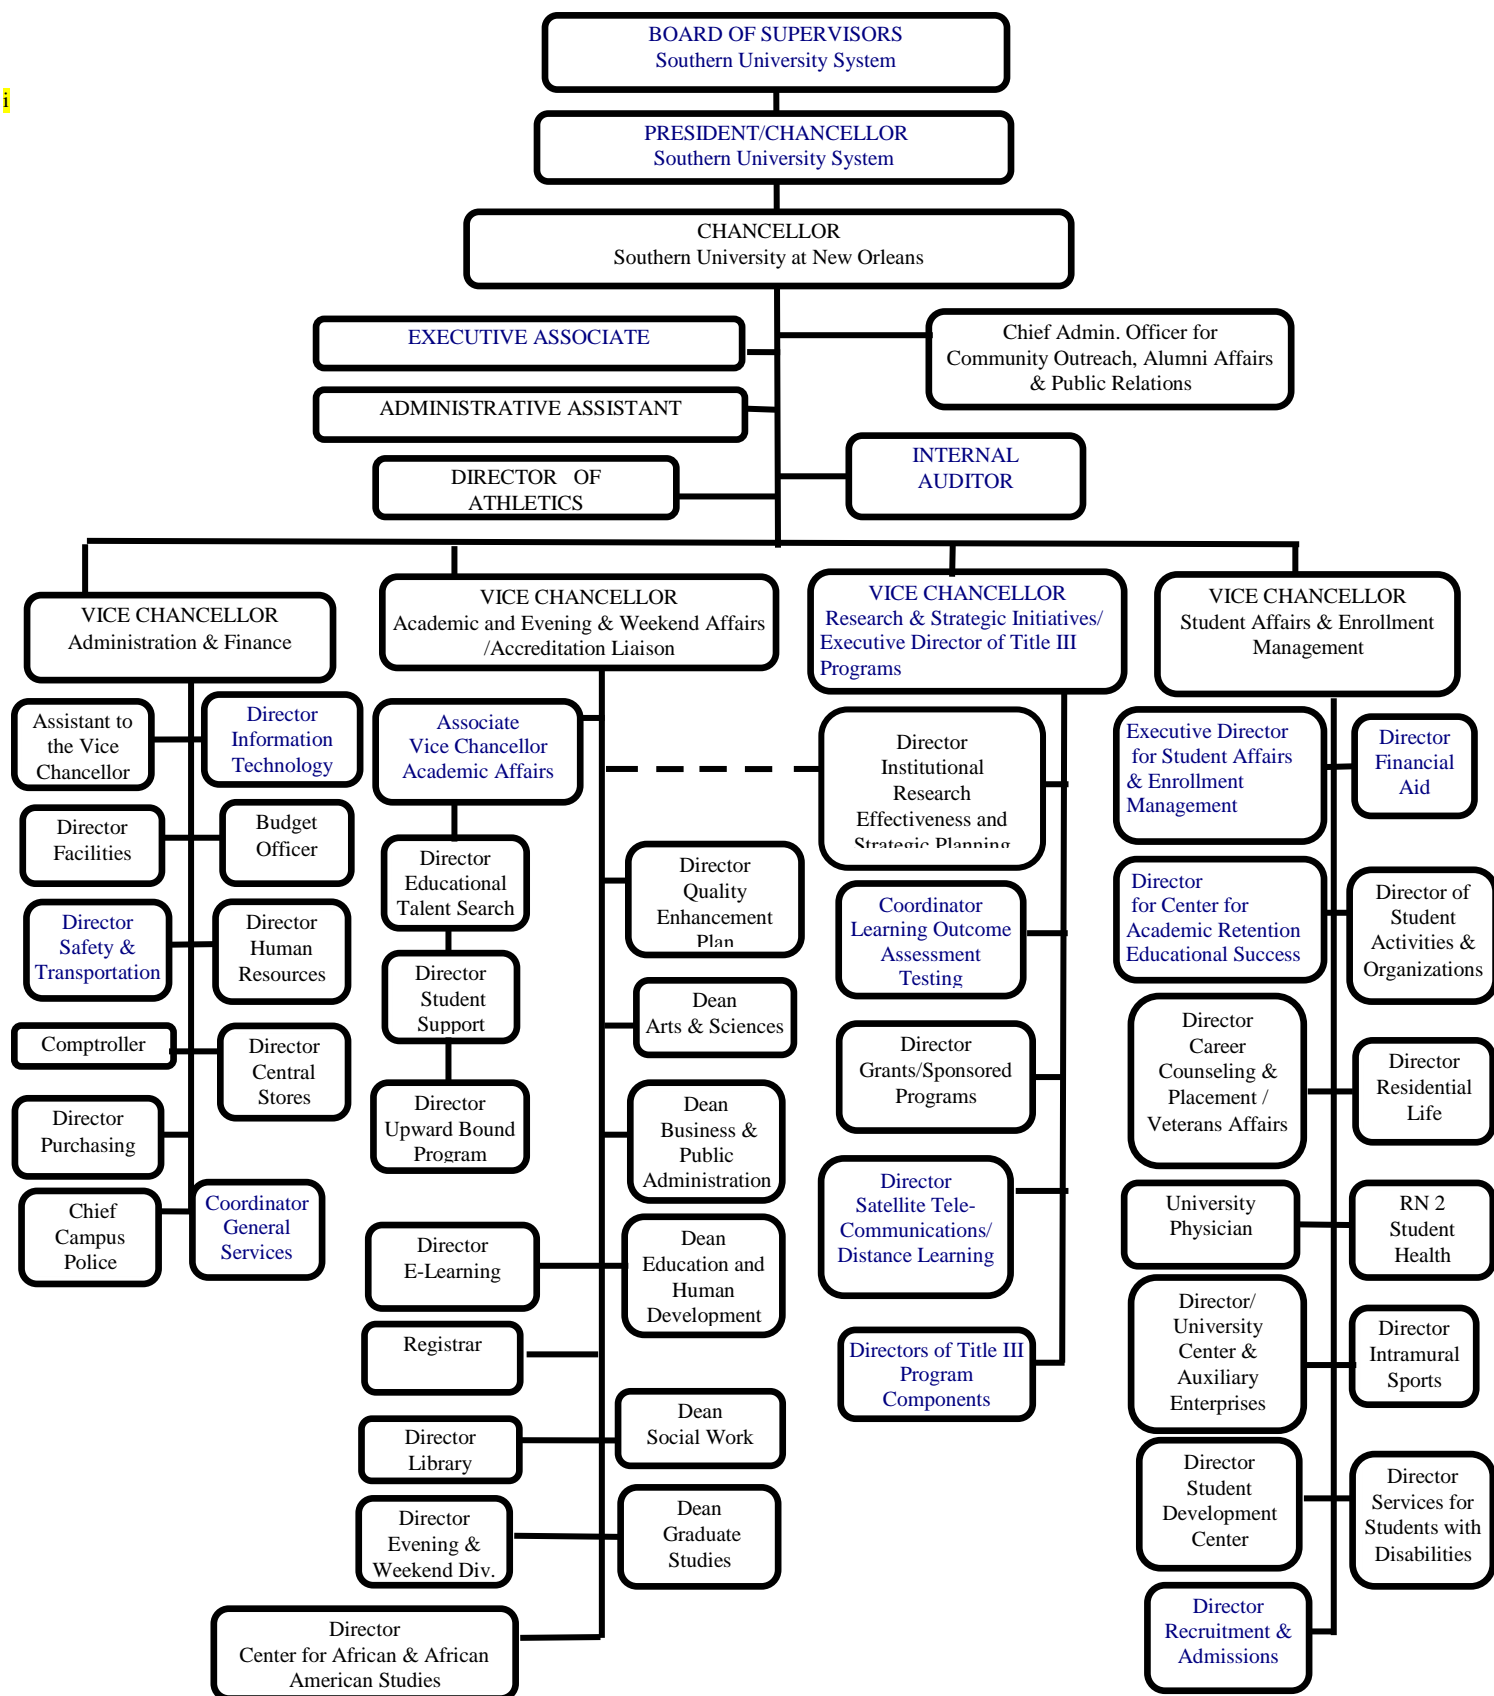 BOARD OF SUPERVISORS
Southern University System
i
PRESIDENT/CHANCELLOR
Southern University System
CHANCELLOR
Southern University at New Orleans
EXECUTIVE ASSOCIATE
Chief Admin. Officer for
Community Outreach, Alumni Affairs
& Public Relations
ADMINISTRATIVE ASSISTANT
INTERNAL
AUDITOR
DIRECTOR OF
ATHLETICS
VICE CHANCELLOR
Administration & Finance
Assistant to
the Vice
Chancellor
Director
Information
Technology
Director
Facilities
Budget
Officer
Director
Safety &
Transportation
Director
Human
Resources
Comptroller
Director
Central
Stores
Director
Purchasing
Chief
Campus
Police
Coordinator
General
Services
VICE CHANCELLOR
Academic and Evening & Weekend Affairs
/Accreditation Liaison
Associate
Vice Chancellor
Academic Affairs
Director
Educational
Talent Search
Director
Quality
Enhancement
Plan
Director
Student
Support
Dean
Arts & Sciences
Director
Upward Bound
Program
Dean
Business &
Public
Administration
Director
E-Learning
Dean
Education and
Human
Development
Registrar
Director
Library
Dean
Social Work
Director
Evening &
Weekend Div.
Dean
Graduate
Studies
Director
Center for African & African
American Studies
VICE CHANCELLOR
Research & Strategic Initiatives/
Executive Director of Title III
Programs
Director
Institutional
Research
Effectiveness and
Strategic Planning
Coordinator
Learning Outcome
Assessment
Testing
Director
Grants/Sponsored
Programs
Director
Satellite Tele-
Communications/
Distance Learning
Directors of Title III
Program
Components
VICE CHANCELLOR
Student Affairs & Enrollment
Management
Executive Director
for Student Affairs
& Enrollment
Management
Director
Financial
Aid
Director
for Center for
Academic Retention
Educational Success
Director of
Student
Activities &
Organizations
Director
Career
Counseling &
Placement /
Veterans Affairs
Director
Residential
Life
University
Physician
RN 2
Student
Health
Director/
University
Center &
Auxiliary
Enterprises
Director
Intramural
Sports
Director
Student
Development
Center
Director
Services for
Students with
Disabilities
Director
Recruitment &
Admissions